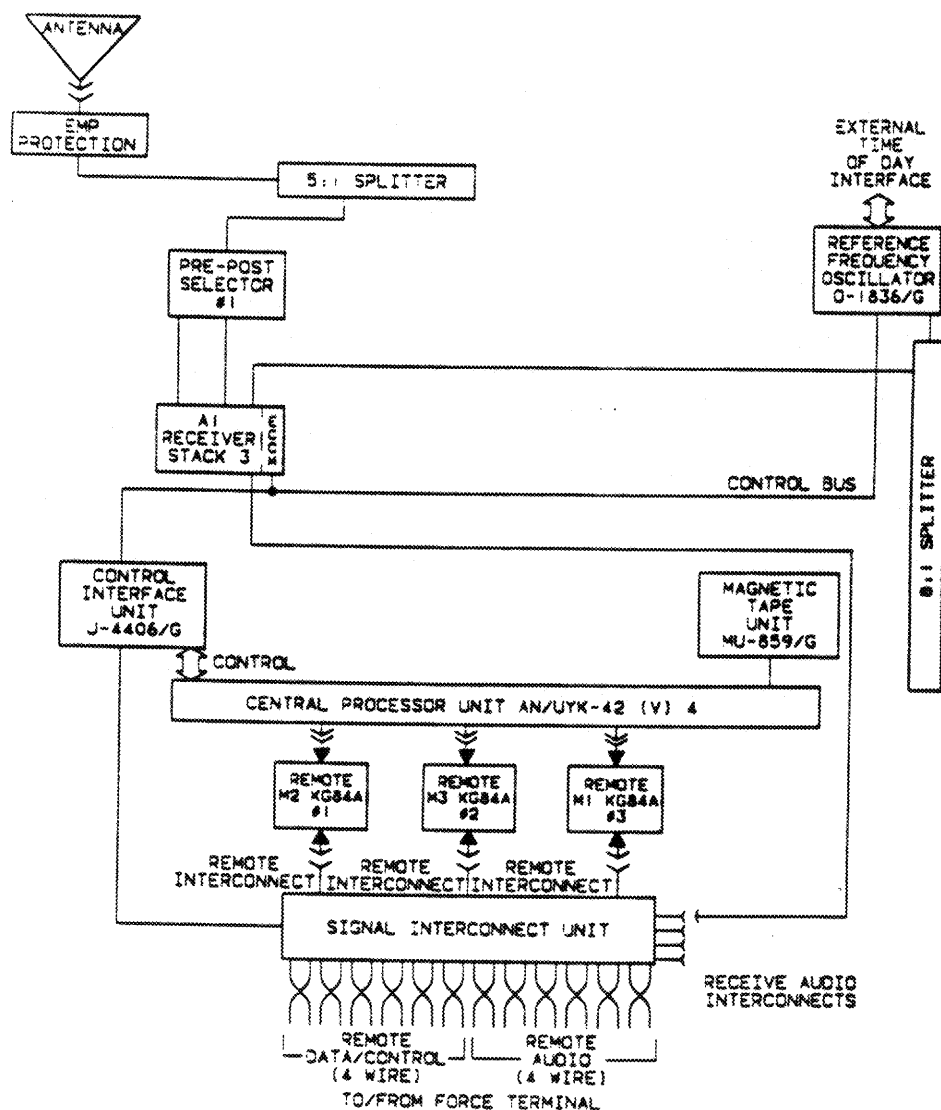 ANTENNA
EMP
PROTECTION
5:1 SPLITTER
EXTERNAL
TIME
OF DAY
INTERFACE
PRE-POST
SELECTOR
#1
REFERENCE
FREQUENCY
OSCILLATOR
O-1836/G
A1
RECEIVER
STACK 3
CONTROL BUS
8:1 SPLITTER
CONTROL
INTERFACE
UNIT
J-4406/G
MAGNETIC
TAPE
UNIT
MU-859/G
CONTROL
CENTRAL PROCESSOR UNIT AN/UYK-42 (V) 4
REMOTE
M2 KG84A
#1
REMOTE
M3 KG84A
#2
REMOTE
M1 KG84A
#3
REMOTE
INTERCONNECT
REMOTE
INTERCONNECT
REMOTE
INTERCONNECT
SIGNAL INTERCONNECT UNIT
RECEIVE AUDIO
INTERCONNECTS
REMOTE
DATA/CONTROL
(4 WIRE)
REMOTE
AUDIO
(4 WIRE)
TO/FROM FORCE TERMINAL